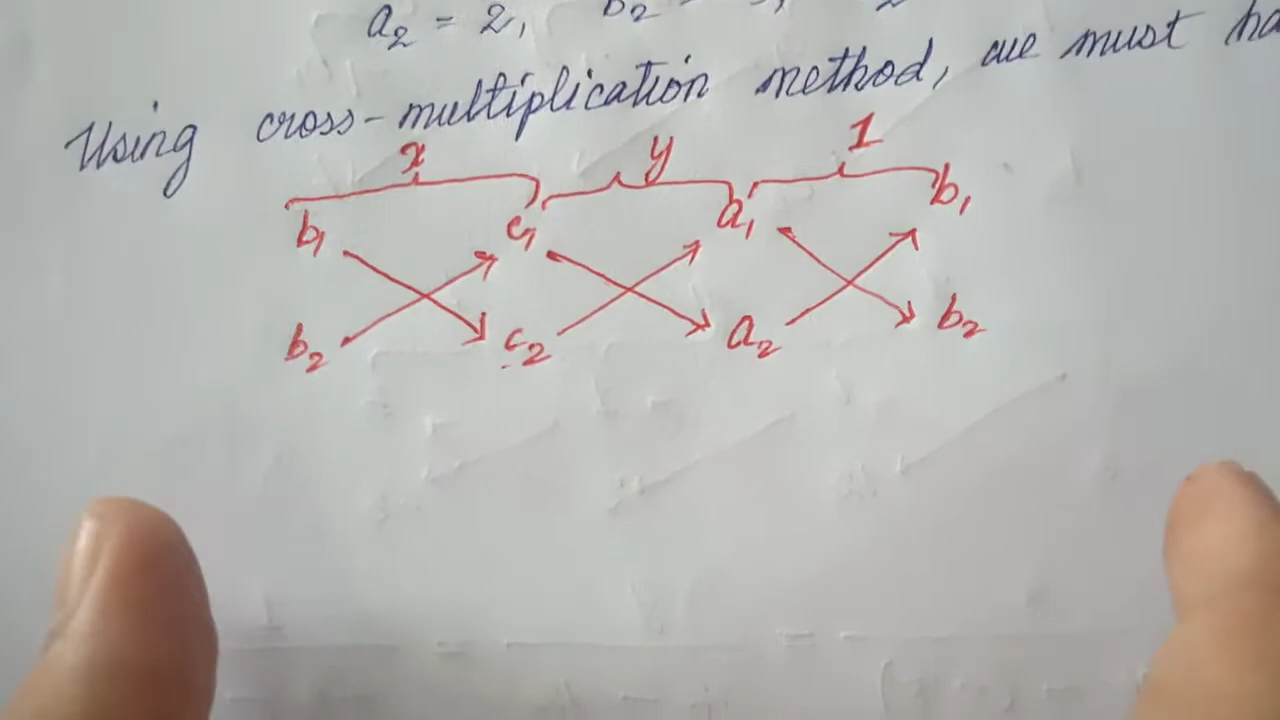 a₂ = 2,
Using cross-multiplication method, we must
x y 1
b₁ c₁ a₁ b₁
b₂ c₂ a₂ b₂